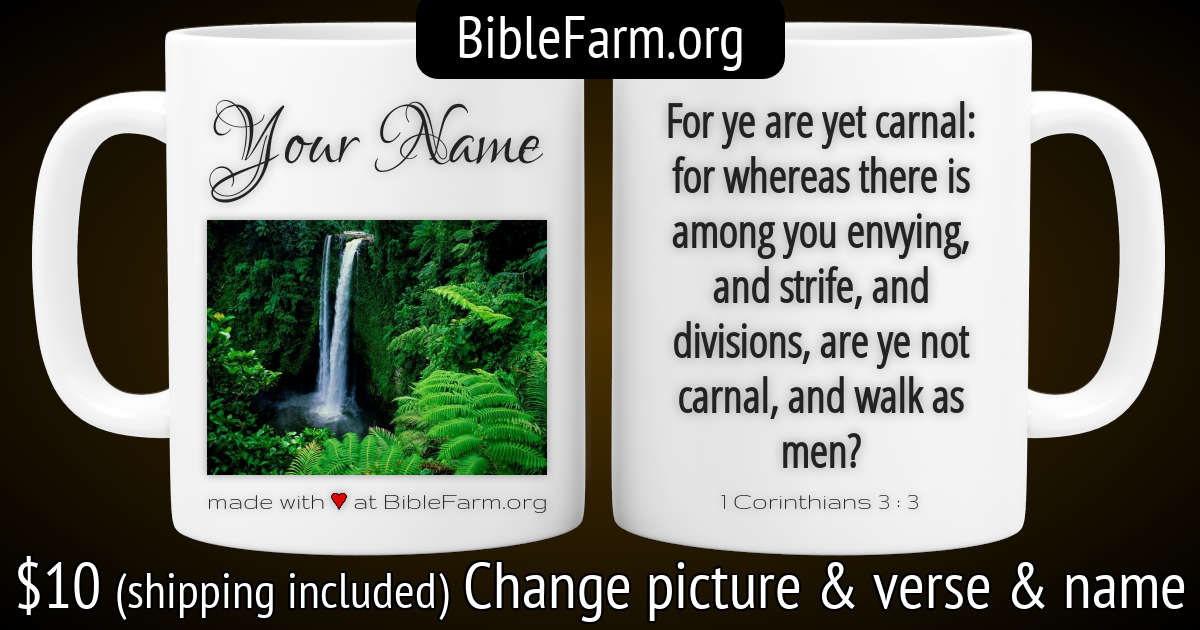 BibleFarm.org
Your Name
made with ♥ at BibleFarm.org
For ye are yet carnal:
for whereas there is
among you envying,
and strife, and
divisions, are ye not
carnal, and walk as
men?
1 Corinthians 3 : 3
$10 (shipping included) Change picture & verse & name